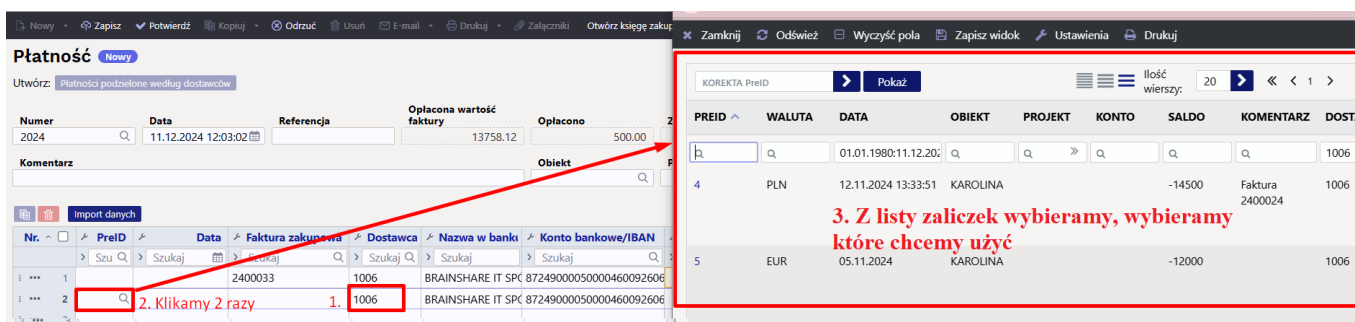 Nowy Zapisz Potwierdź Kopiuj Odrzuć Usuń E-mail Drukuj Załączniki Otwórz księgę zakup
Płatność Nowy
Utwórz: Płatności podzielone według dostawców
Numer Data Referencja Opłacona wartość faktury Opłacono Z
2024 11.12.2024 12:03:02 13758.12 500.00
Komentarz Obiekt P
Import danych
Nr. PreID Data Faktura zakupowa Dostawca Nazwa w banku Konto bankowe/IBAN
Szu Szukaj Szukaj Szukaj Szukaj Szukaj
1 2400033 1006 BRAINSHARE IT SPO 87249000050000460092606
2 2. Klikamy 2 razy 1. 1006 BRAINSHARE IT SPO 87249000050000460092606
Zamknij Odśwież Wyczyść pola Zapisz widok Ustawienia Drukuj
KOREKTA PreID Pokaż Ilość wierszy: 20 1
PREID WALUTA DATA OBIEKT PROJEKT KONTO SALDO KOMENTARZ DOSTA
01.01.1980:11.12.202 1006
4 PLN 12.11.2024 13:33:51 KAROLINA -14500 Faktura 2400024 1006
3. Z listy zaliczek wybieramy, wybieramy
które chcemy użyć
5 EUR 05.11.2024 KAROLINA -12000 1006